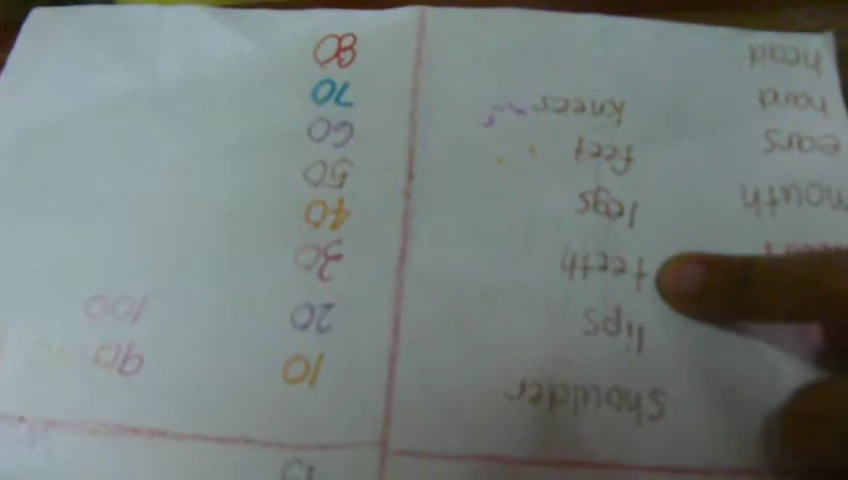 mouth
ears
hand
head
Shoulder
lips
teeth
legs
feet
knees
10
20
30
40
50
60
70
80
90
100